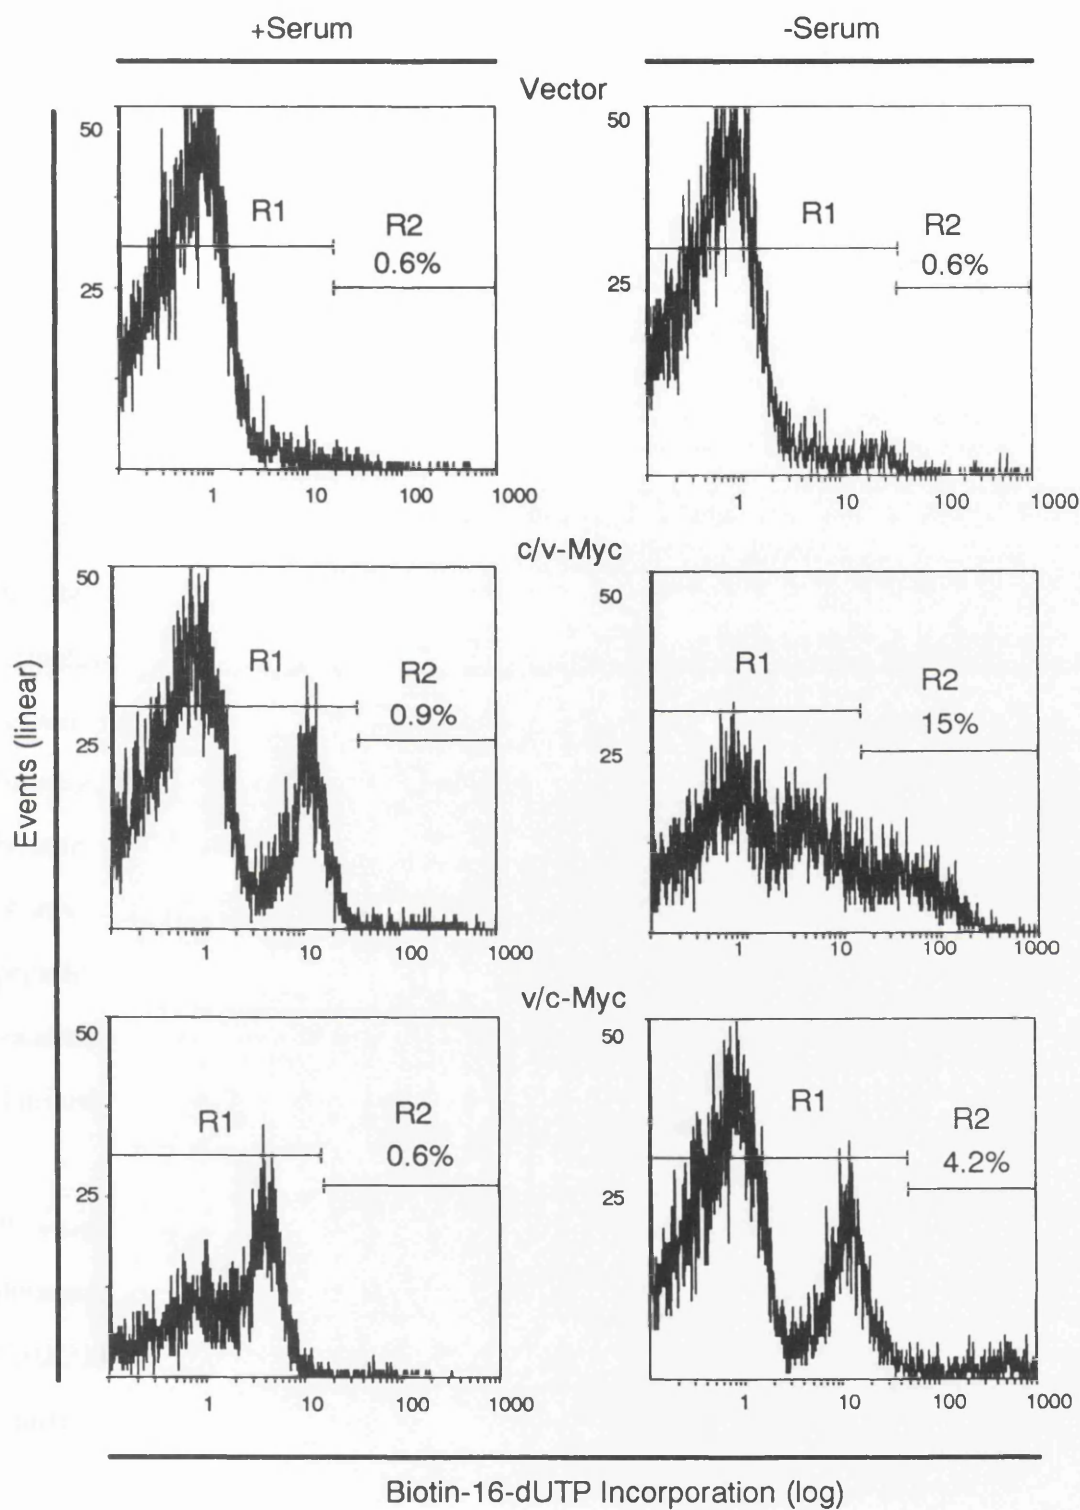 +Serum -Serum
Vector
50 50
R1 R1
R2 R2
0.6% 0.6%
25 25
1 10 100 1000 1 10 100 1000
c/v-Myc
50 50
R1 R1
R2 R2
0.9% 15%
25 25
1 10 100 1000 1 10 100 1000
v/c-Myc
50 50
R1 R1
R2 R2
0.6% 4.2%
25 25
1 10 100 1000 1 10 100 1000
Events (linear)
Biotin-16-dUTP Incorporation (log)